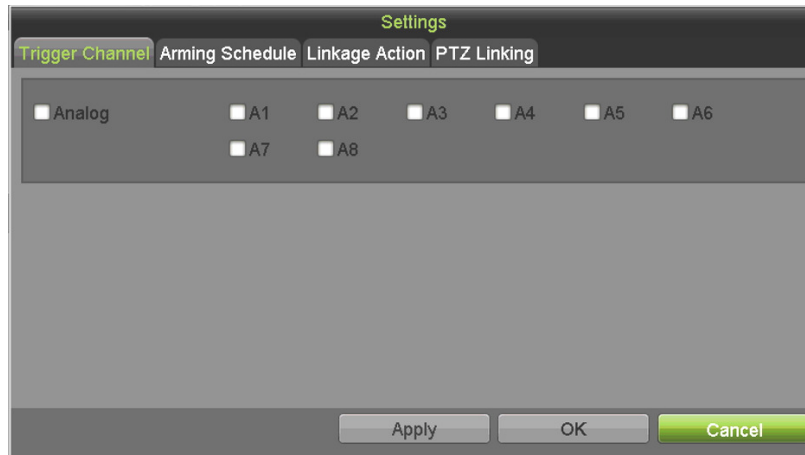 Settings
Trigger Channel Arming Schedule Linkage Action PTZ Linking
Analog A1 A2 A3 A4 A5 A6
A7 A8
Apply OK Cancel